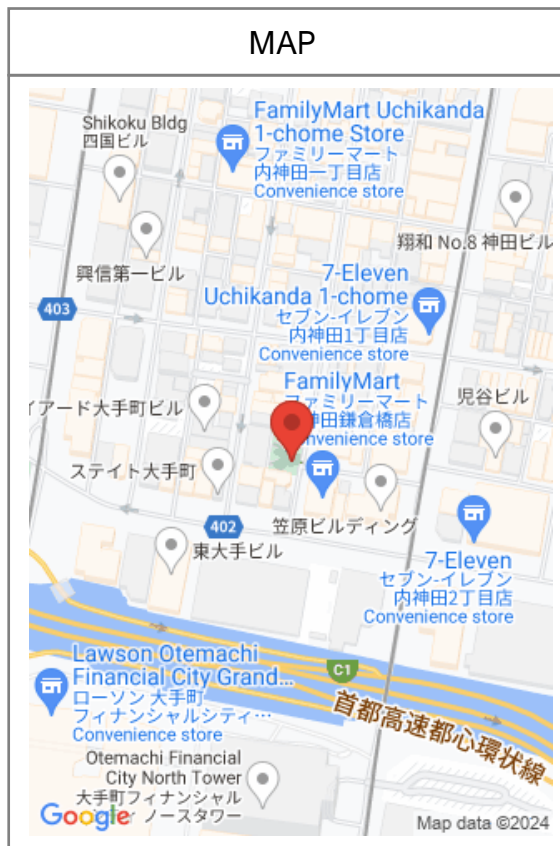 MAP
FamilyMart Uchikanda
1-chome Store
ファミリーマート
内神田一丁目店
Convenience store
Shikoku Bldg
四国ビル
翔和 No.8 神田ビル
興信第一ビル
7-Eleven
Uchikanda 1-chome
セブン-イレブン
内神田1丁目店
Convenience store
403
FamilyMart
ファミリーマート
神田鎌倉橋店
nvenience store
児谷ビル
イアード大手町ビル
ステイト大手町
笠原ビルディング
402
東大手ビル
7-Eleven
セブン-イレブン
内神田2丁目店
Convenience store
C1
首都高速都心環状線
Lawson Otemachi
Financial City Grand...
ローソン 大手町
フィナンシャルシティ…
Convenience store
Otemachi Financial
City North Tower
大手町フィナンシャル
ノースタワー
Google
Map data ©2024